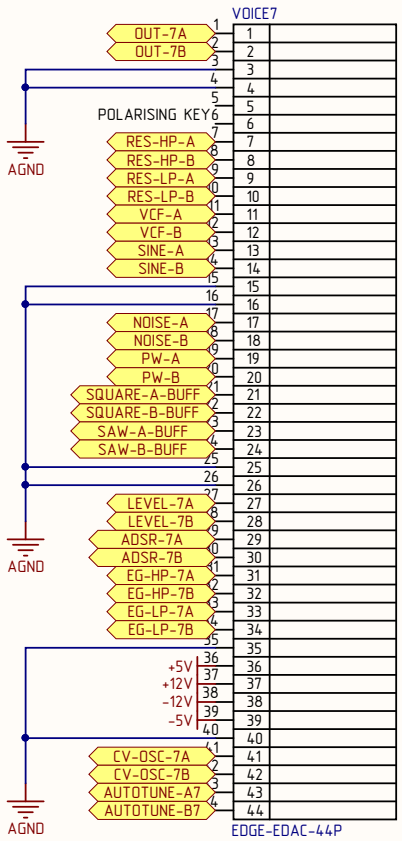 VOICE7
OUT-7A 1 1
OUT-7B 2 2
3 3
4 4
5 5
POLARISING KEY 6 6
RES-HP-A 7 7
RES-HP-B 8 8
RES-LP-A 9 9
RES-LP-B 10 10
VCF-A 11 11
VCF-B 12 12
SINE-A 13 13
SINE-B 14 14
15 15
16 16
NOISE-A 17 17
NOISE-B 18 18
PW-A 19 19
PW-B 20 20
SQUARE-A-BUFF 21 21
SQUARE-B-BUFF 22 22
SAW-A-BUFF 23 23
SAW-B-BUFF 24 24
25 25
26 26
LEVEL-7A 27 27
LEVEL-7B 28 28
ADSR-7A 29 29
ADSR-7B 30 30
EG-HP-7A 31 31
EG-HP-7B 32 32
EG-LP-7A 33 33
EG-LP-7B 34 34
35 35
+5V 36 36
+12V 37 37
-12V 38 38
-5V 39 39
40 40
CV-OSC-7A 41 41
CV-OSC-7B 42 42
AUTOTUNE-A7 43 43
AUTOTUNE-B7 44 44
EDGE-EDAC-44P
AGND
AGND
AGND